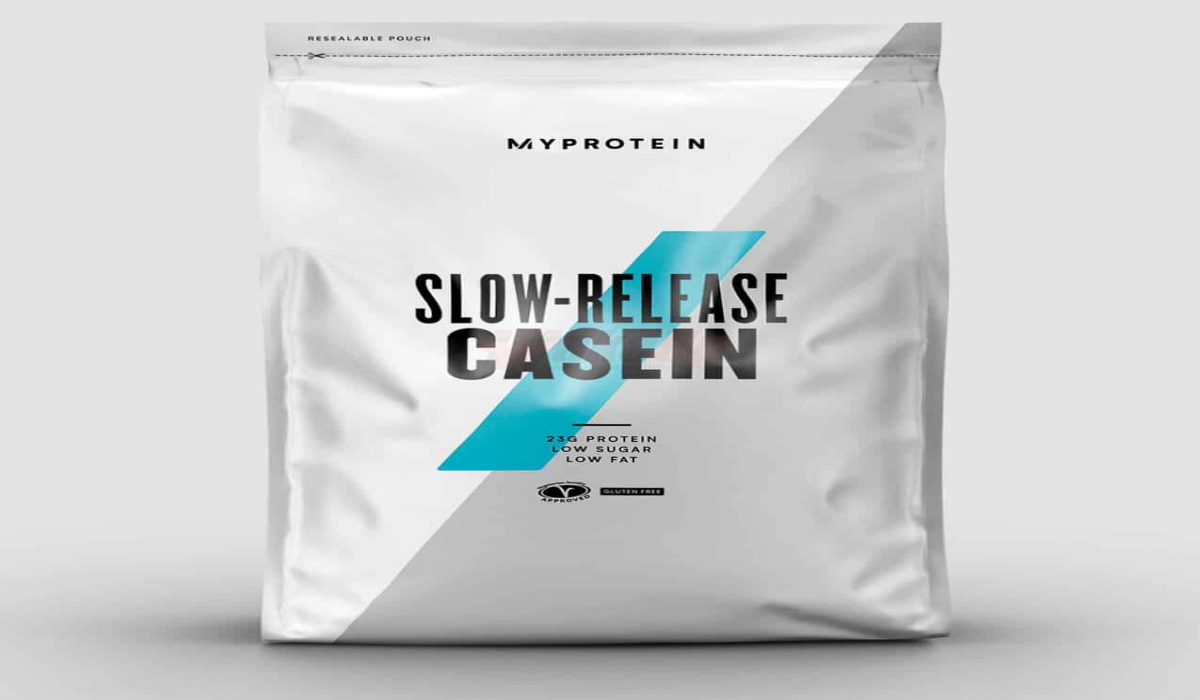 RESEALABLE POUCH
MYPROTEIN
SLOW-RELEASE
CASEIN
23G PROTEIN
LOW SUGAR
LOW FAT
APPROVED
GLUTEN FREE